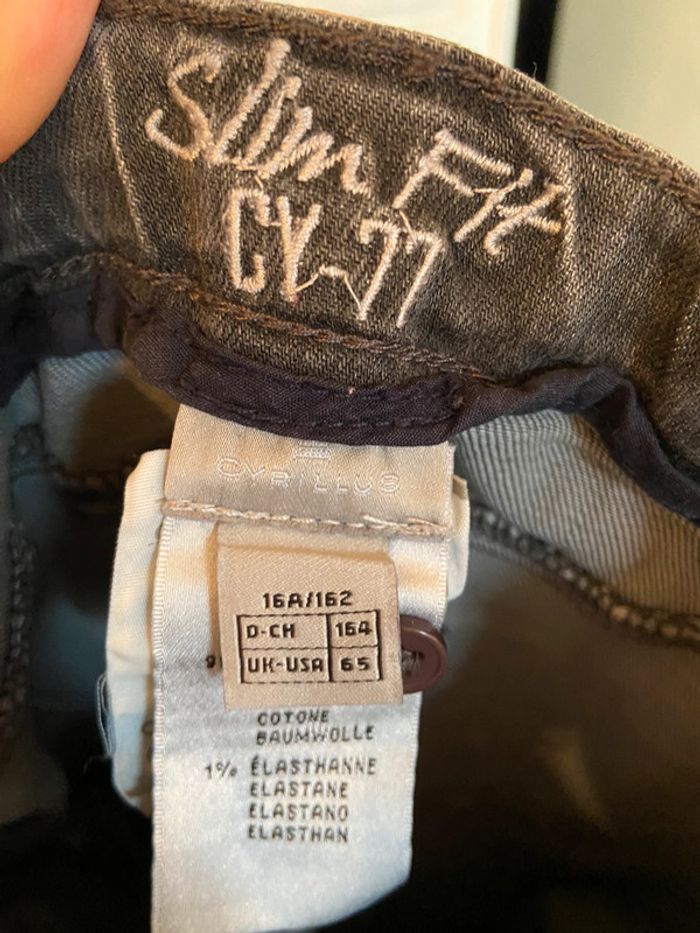 Slim Fit
CY-77
CYRILLUS
16A/162
D-CH 164
UK-USA 65
COTONE
BAUMWOLLE
1% ÉLASTHANNE
ELASTANE
ELASTANO
ELASTHAN